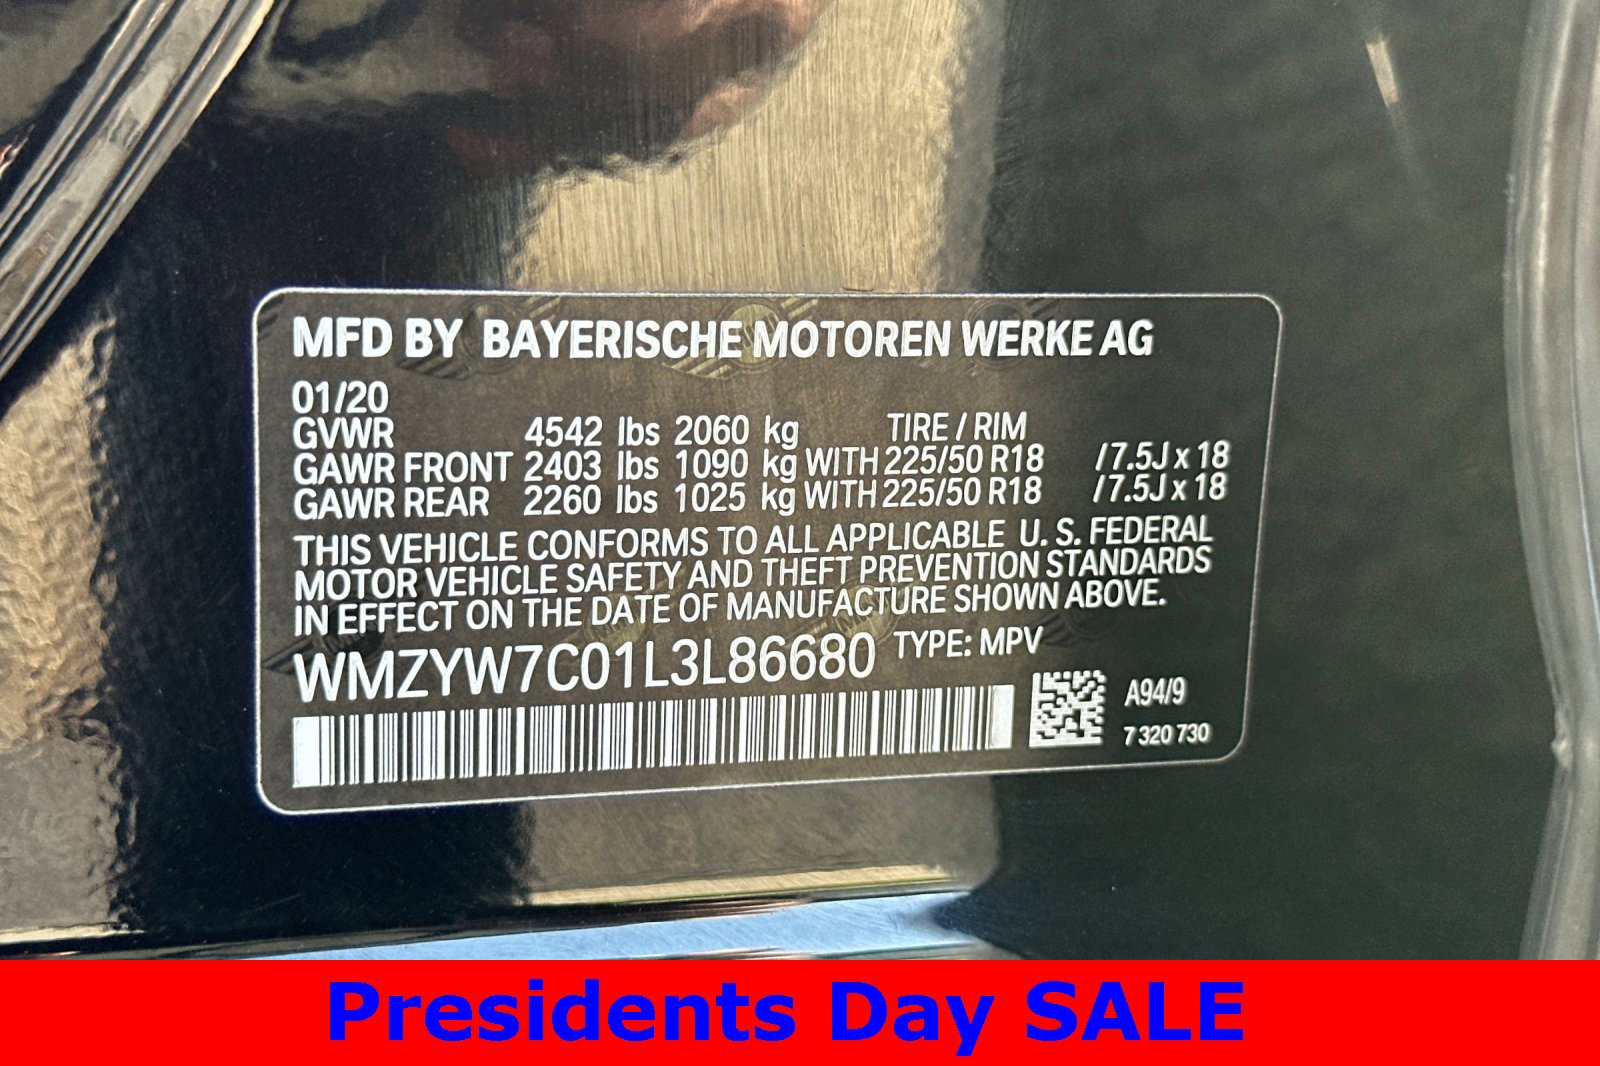 MFD BY BAYERISCHE MOTOREN WERKE AG
01/20
GVWR 4542 lbs 2060 kg TIRE / RIM
GAWR FRONT 2403 lbs 1090 kg WITH 225/50 R18 /7.5J x 18
GAWR REAR 2260 lbs 1025 kg WITH 225/50 R18 /7.5J x 18
THIS VEHICLE CONFORMS TO ALL APPLICABLE U. S. FEDERAL
MOTOR VEHICLE SAFETY AND THEFT PREVENTION STANDARDS
IN EFFECT ON THE DATE OF MANUFACTURE SHOWN ABOVE.
WMZYW7C01L3L86680 TYPE: MPV
A94/9
7 320 730
Presidents Day SALE